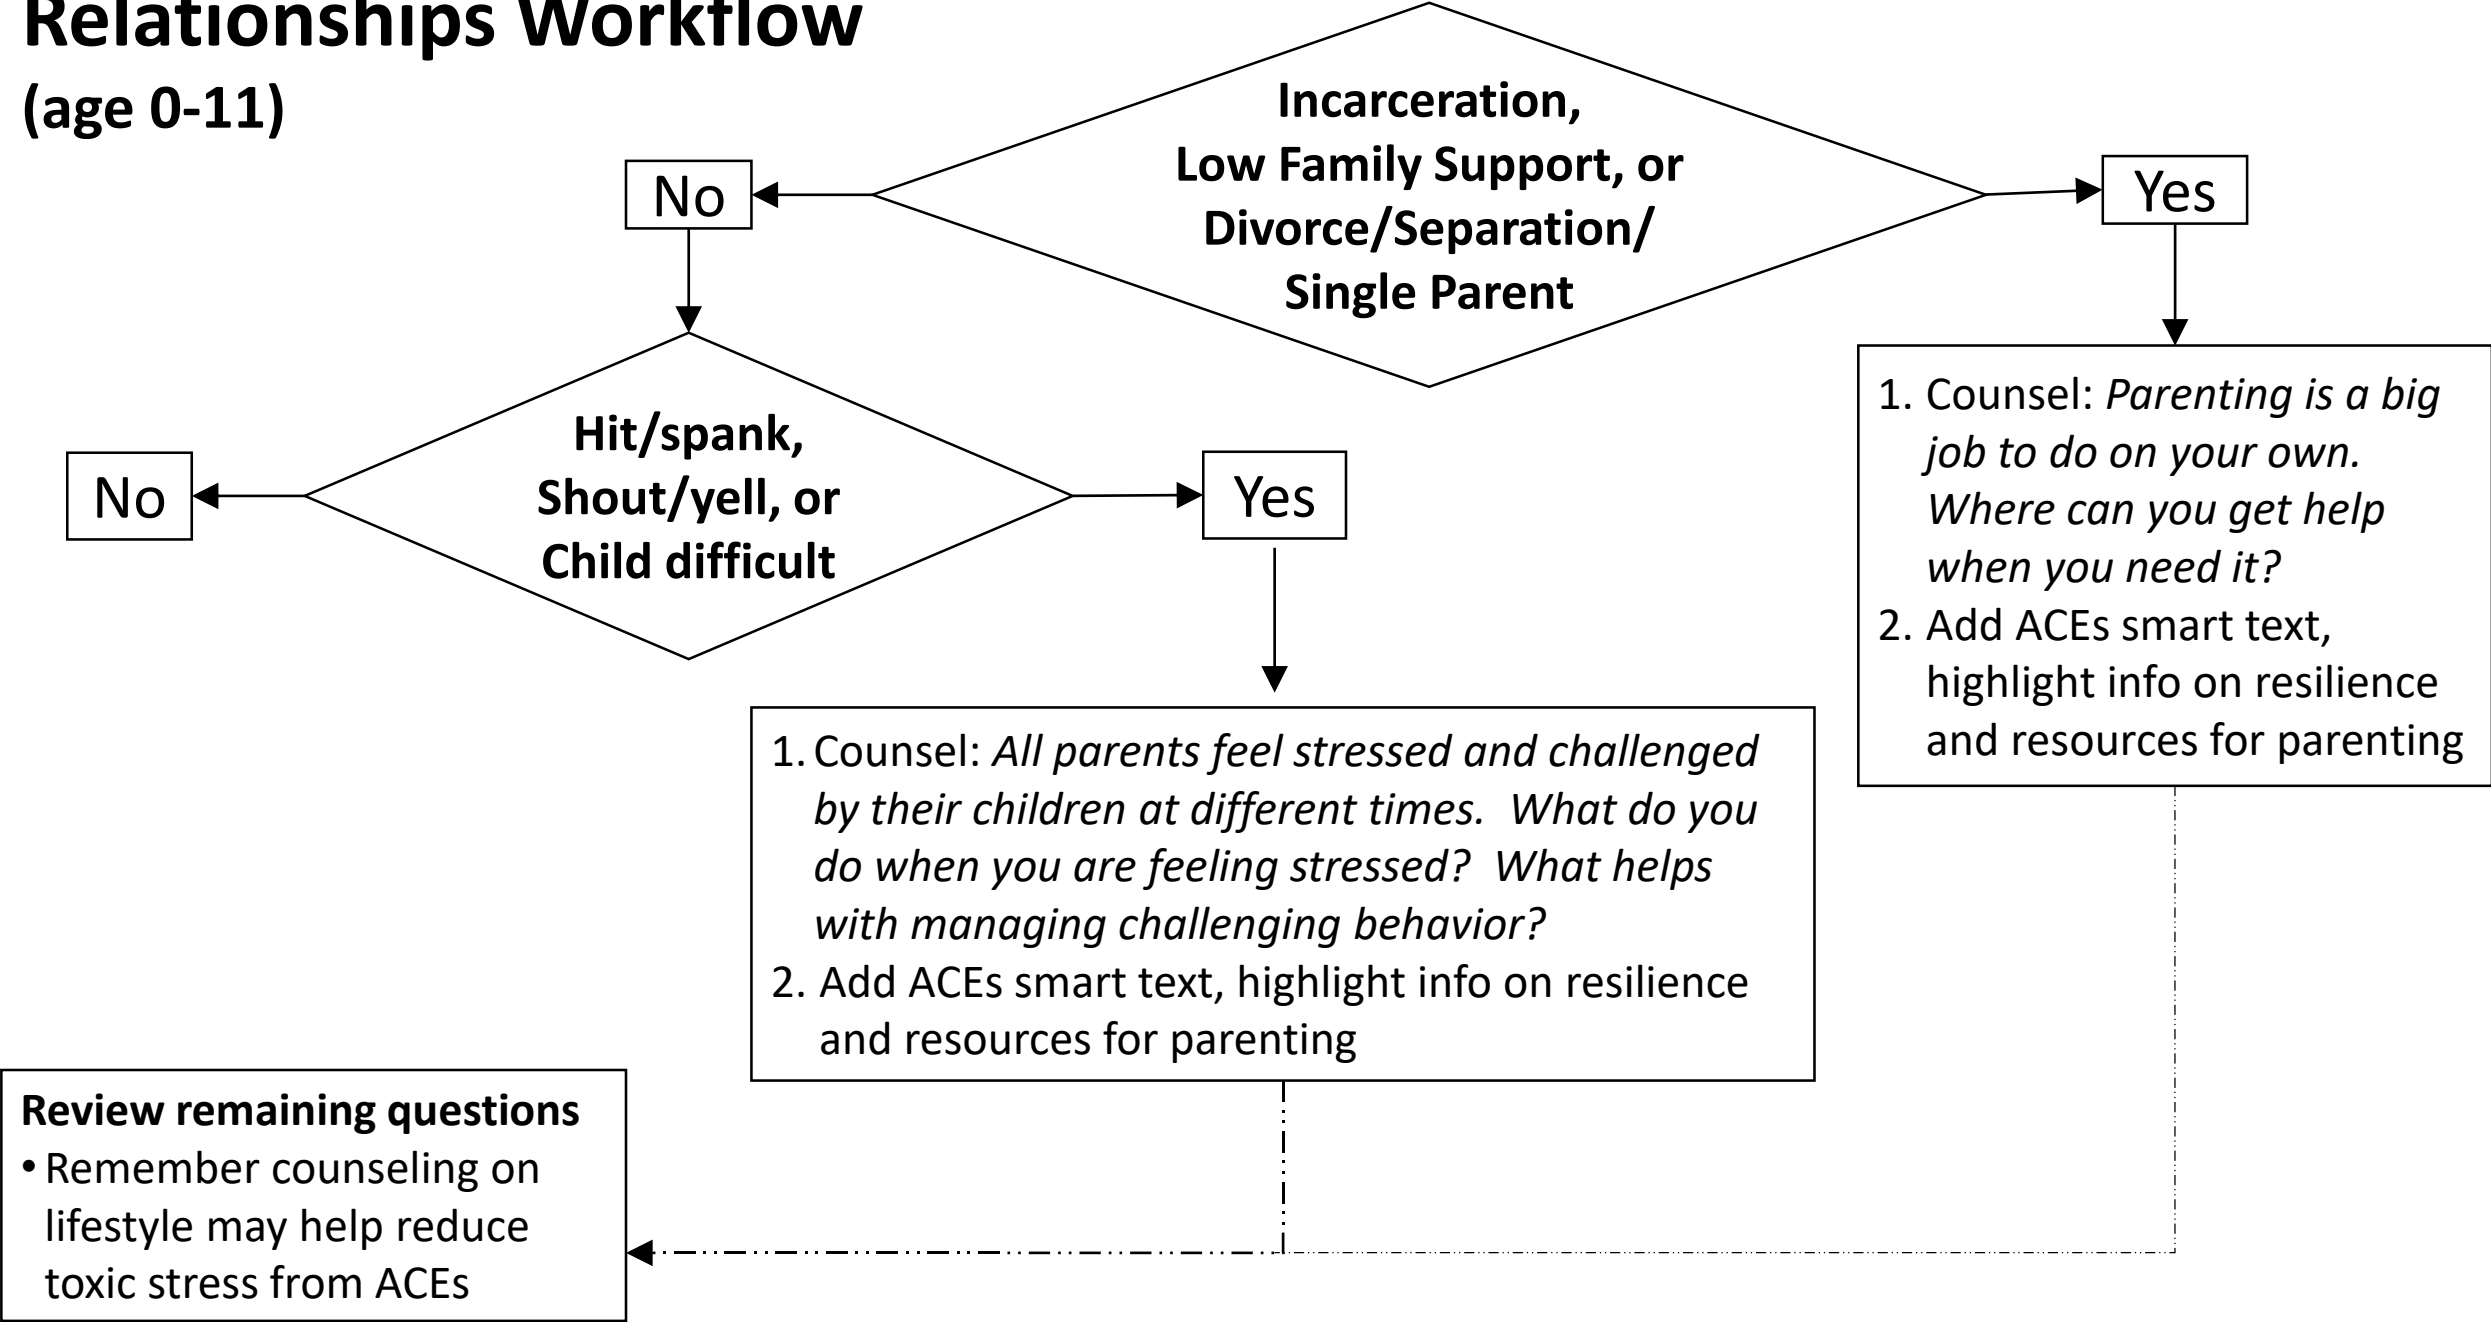 Relationships Workflow
(age 0-11)
Incarceration,
Low Family Support, or
Divorce/Separation/
Single Parent
No
Yes
Hit/spank,
Shout/yell, or
Child difficult
No
Yes
1. Counsel: Parenting is a big
job to do on your own.
Where can you get help
when you need it?
2. Add ACEs smart text,
highlight info on resilience
and resources for parenting
1. Counsel: All parents feel stressed and challenged
by their children at different times. What do you
do when you are feeling stressed? What helps
with managing challenging behavior?
2. Add ACEs smart text, highlight info on resilience
and resources for parenting
Review remaining questions
• Remember counseling on
lifestyle may help reduce
toxic stress from ACEs